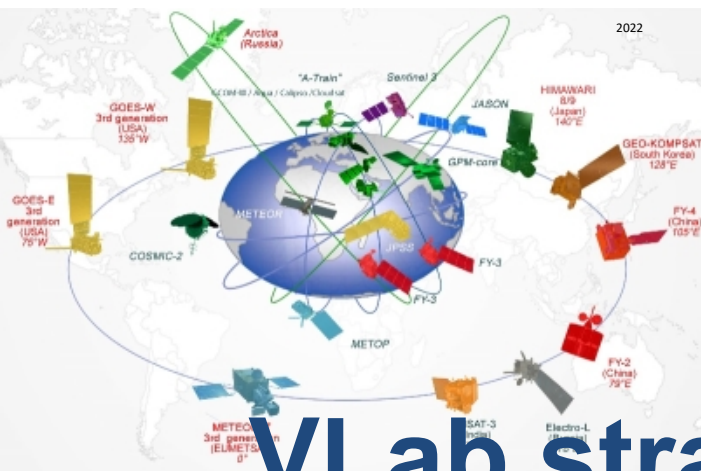 2022
Arctica
(Russia)
"A-Train"
Sentinel 3
JASON
HIMAWARI
8/9
(Japan)
140°E
GOES-W
3rd generation
(USA)
135°W
GEO-KOMPSAT
(South Korea)
128°E
GPM-core
GOES-E
3rd
generation
(USA)
75°W
FY-4
(China)
105°E
METEOR
JPSS
COSMIC-2
FY-3
FY-3
METOP
FY-2
(China)
79°E
3rd
0°
Electro-L
VLab stra